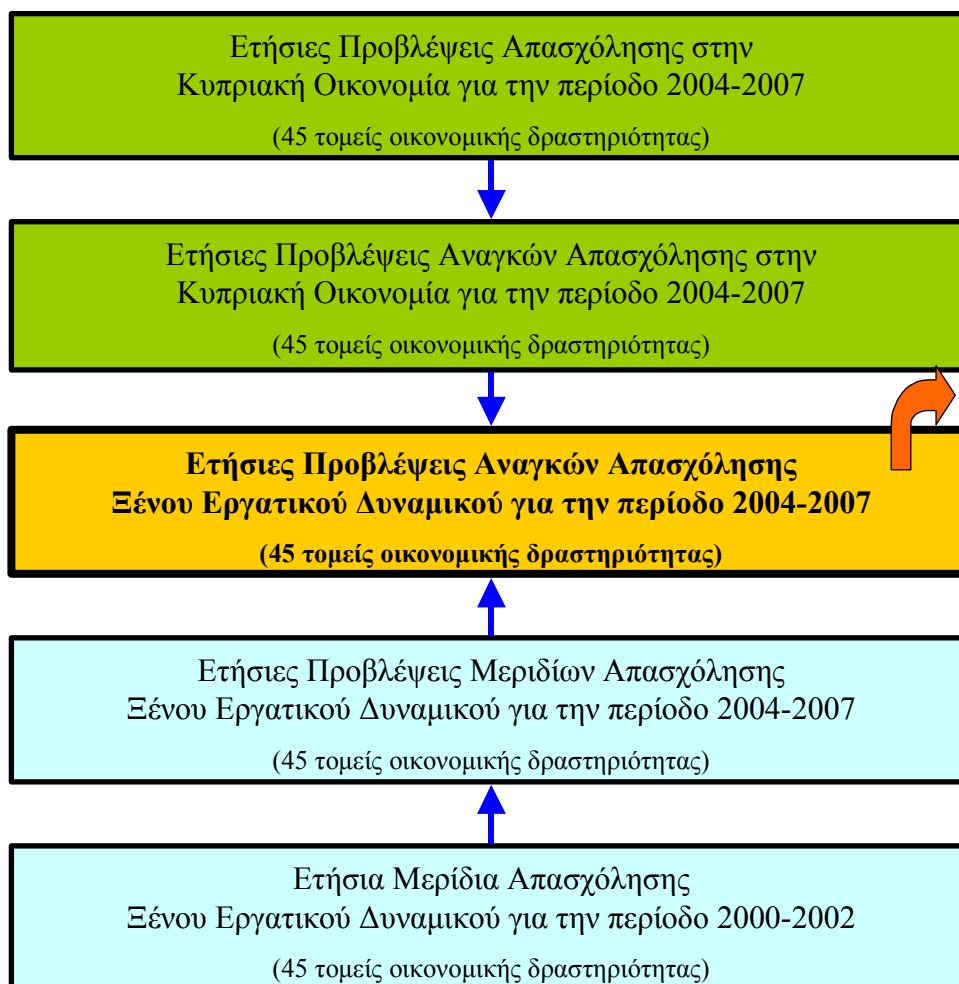 Ετήσιες Προβλέψεις Απασχόλησης στην
Κυπριακή Οικονομία για την περίοδο 2004-2007
(45 τομείς οικονομικής δραστηριότητας)
Ετήσιες Προβλέψεις Αναγκών Απασχόλησης στην
Κυπριακή Οικονομία για την περίοδο 2004-2007
(45 τομείς οικονομικής δραστηριότητας)
Ετήσιες Προβλέψεις Αναγκών Απασχόλησης
Ξένου Εργατικού Δυναμικού για την περίοδο 2004-2007
(45 τομείς οικονομικής δραστηριότητας)
Ετήσιες Προβλέψεις Μεριδίων Απασχόλησης
Ξένου Εργατικού Δυναμικού για την περίοδο 2004-2007
(45 τομείς οικονομικής δραστηριότητας)
Ετήσια Μερίδια Απασχόλησης
Ξένου Εργατικού Δυναμικού για την περίοδο 2000-2002
(45 τομείς οικονομικής δραστηριότητας)